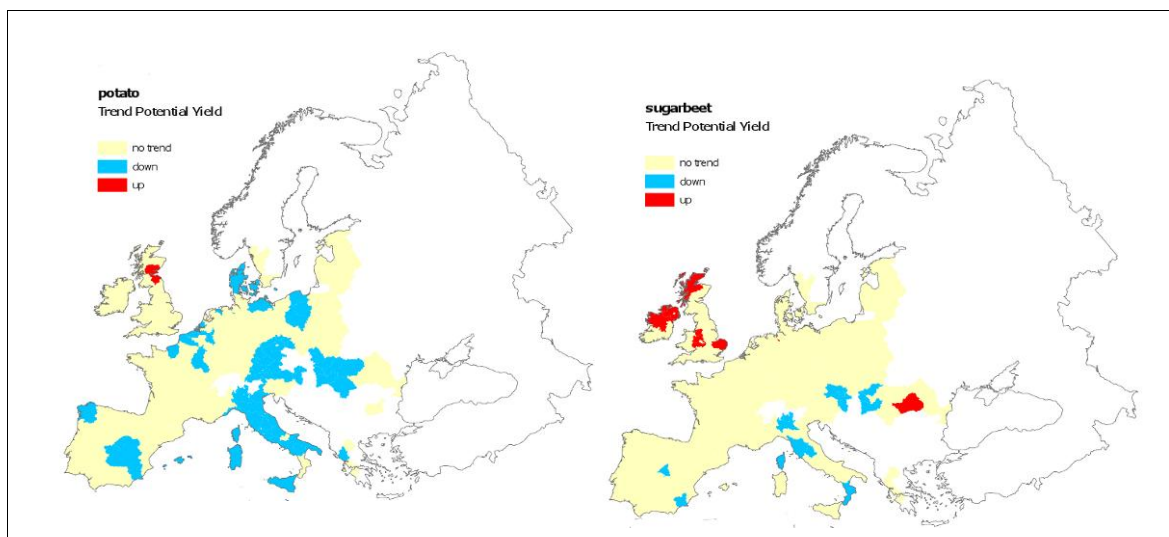 potato
Trend Potential Yield
no trend
down
up
sugarbeet
Trend Potential Yield
no trend
down
up